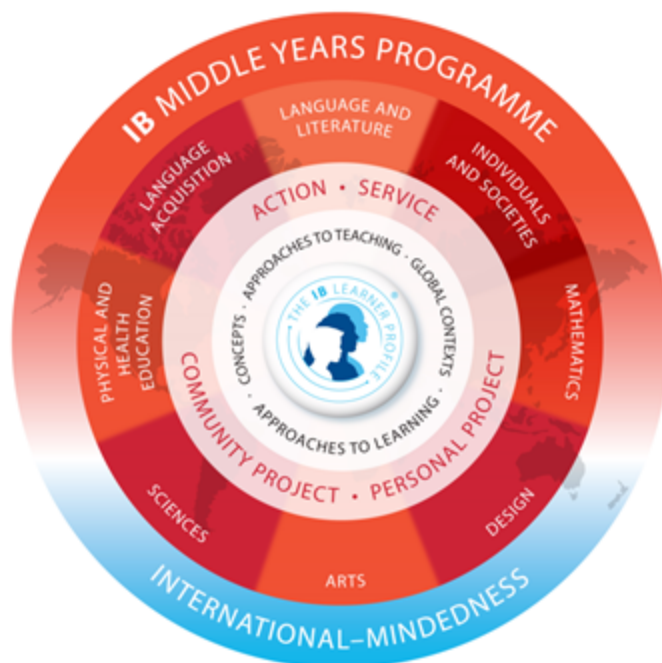 IB MIDDLE YEARS PROGRAMME
LANGUAGE AND
LITERATURE
INDIVIDUALS
AND SOCIETIES
MATHEMATICS
DESIGN
ARTS
SCIENCES
PHYSICAL AND
HEALTH
EDUCATION
LANGUAGE
ACQUISITION
ACTION • SERVICE
COMMUNITY PROJECT • PERSONAL PROJECT
APPROACHES TO TEACHING · GLOBAL CONTEXTS ·
APPROACHES TO LEARNING · CONCEPTS ·
THE IB LEARNER PROFILE ®
INTERNATIONAL–MINDEDNESS